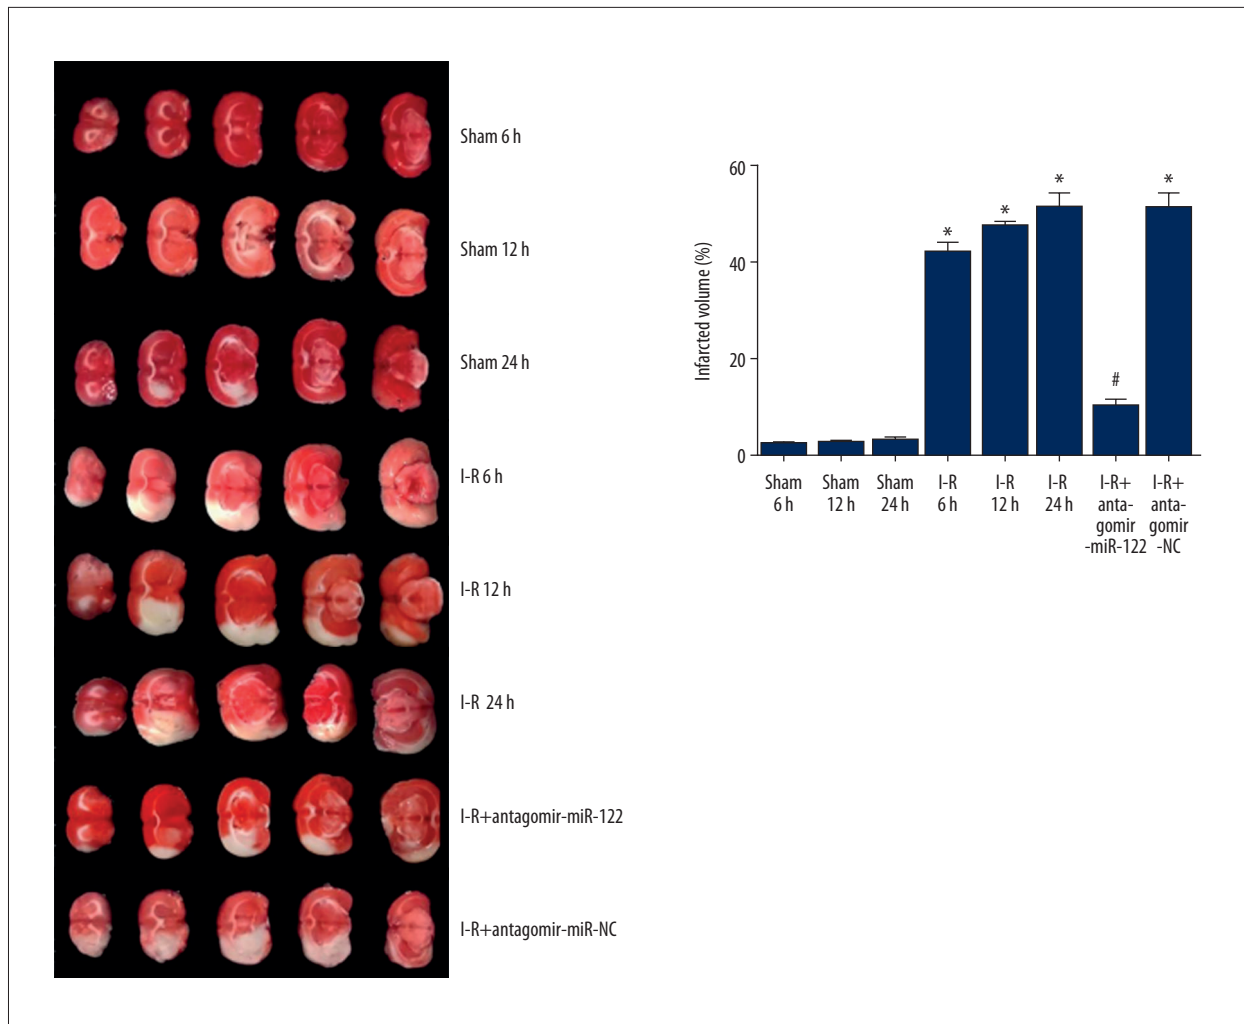 Sham 6 h
Sham 12 h
Sham 24 h
I-R 6 h
I-R 12 h
I-R 24 h
I-R+antagomir-miR-122
I-R+antagomir-miR-NC
Infarcted volume (%)
60
40
20
0
*
*
*
#
*
Sham
6 h
Sham
12 h
Sham
24 h
I-R
6 h
I-R
12 h
I-R
24 h
I-R+
anta-
gomir
-miR-122
I-R+
anta-
gomir
-NC